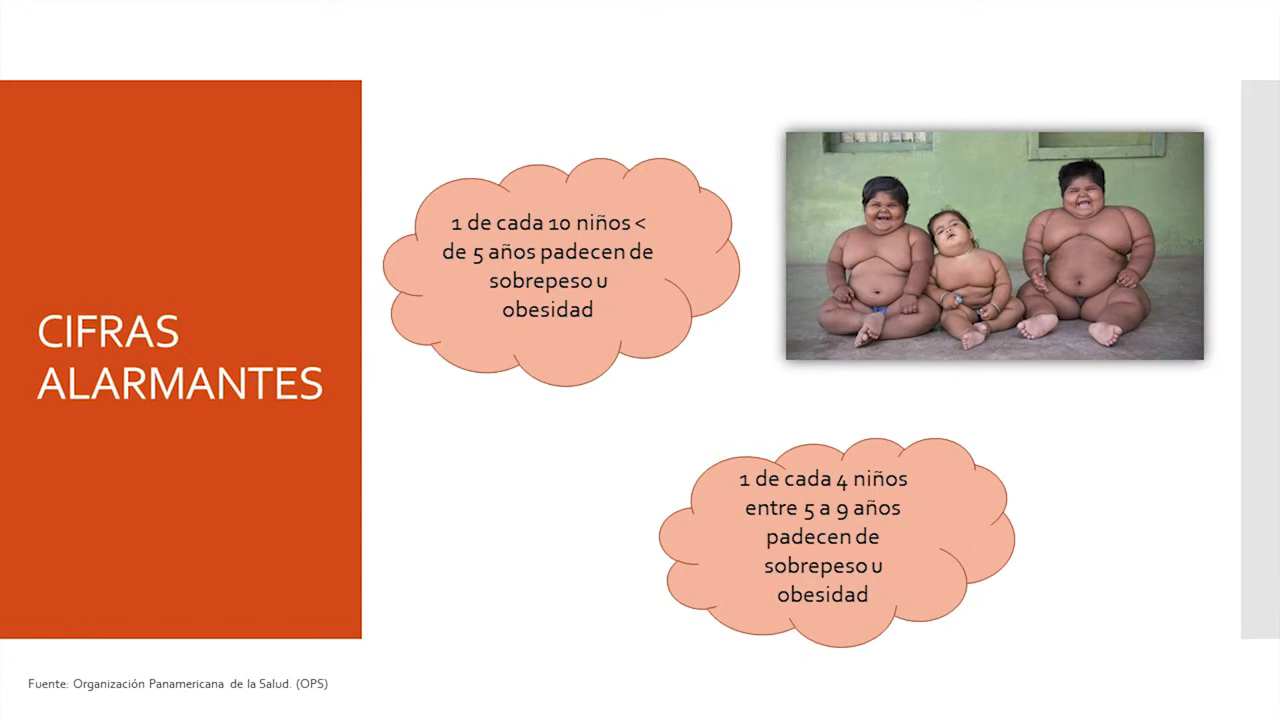 CIFRAS
ALARMANTES
1 de cada 10 niños <
de 5 años padecen de
sobrepeso u
obesidad
1 de cada 4 niños
entre 5 a 9 años
padecen de
sobrepeso u
obesidad
Fuente: Organización Panamericana de la Salud. (OPS)